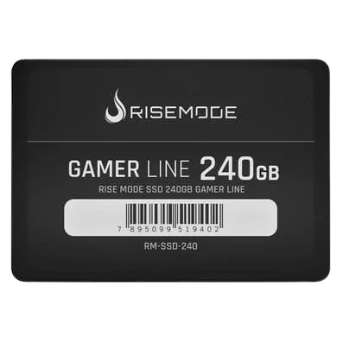 RISEMODE
GAMER LINE 240GB
RISE MODE SSD 240GB GAMER LINE
7 895099 519402
RM-SSD-240